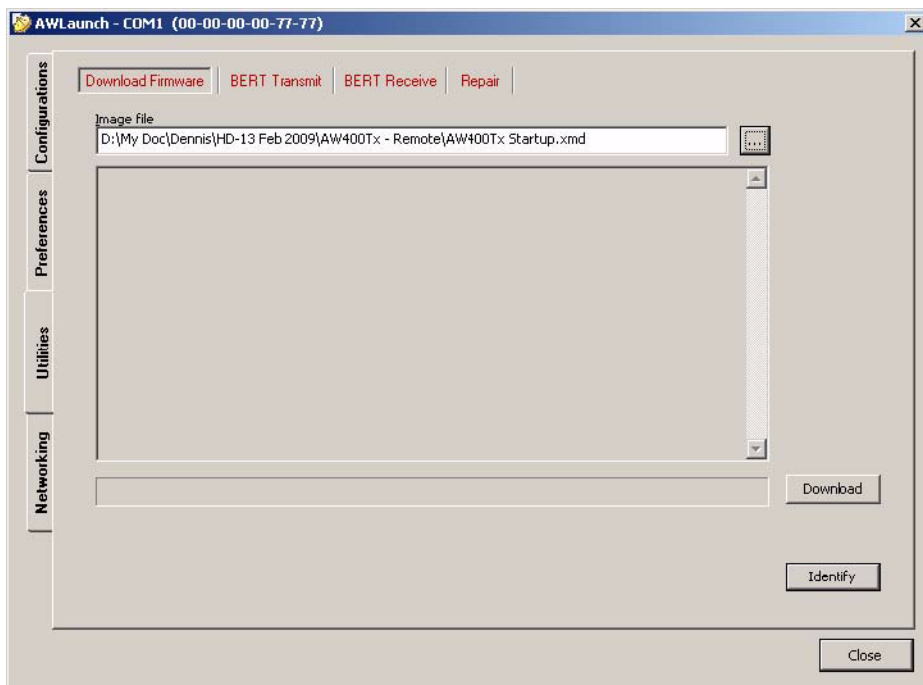 AWLaunch - COM1 (00-00-00-00-77-77)
Configurations
Preferences
Utilities
Networking
Download Firmware
BERT Transmit
BERT Receive
Repair
Image file
D:\My Doc\Dennis\HD-13 Feb 2009\AW400Tx - Remote\AW400Tx Startup.xmd
...
Download
Identify
Close